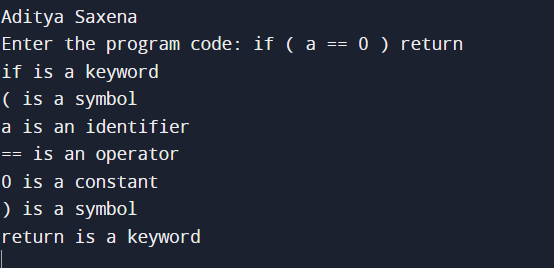 Aditya Saxena
Enter the program code: if ( a == 0 ) return
if is a keyword
( is a symbol
a is an identifier
== is an operator
0 is a constant
) is a symbol
return is a keyword